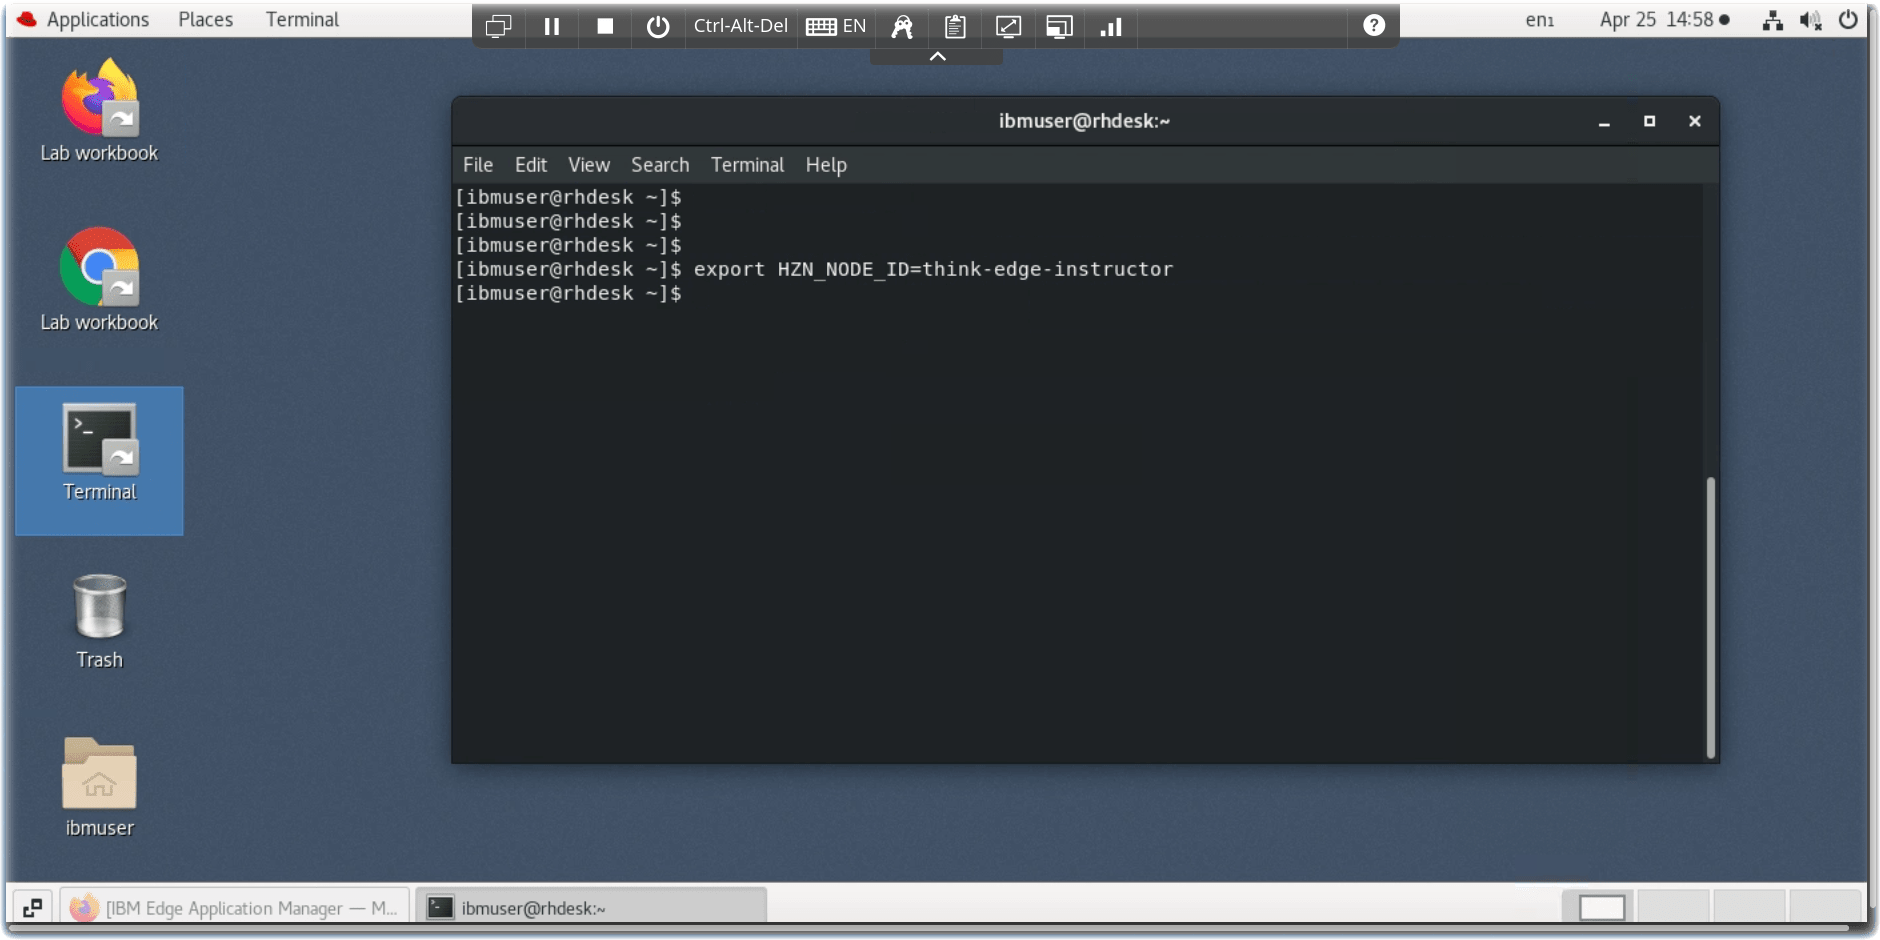 Applications Places Terminal
Ctrl-Alt-Del EN
en₁ Apr 25 14:58
Lab workbook
Lab workbook
Terminal
Trash
ibmuser
ibmuser@rhdesk:~
File Edit View Search Terminal Help
[ibmuser@rhdesk ~]$
[ibmuser@rhdesk ~]$
[ibmuser@rhdesk ~]$
[ibmuser@rhdesk ~]$ export HZN_NODE_ID=think-edge-instructor
[ibmuser@rhdesk ~]$
[IBM Edge Application Manager — M...
ibmuser@rhdesk:~